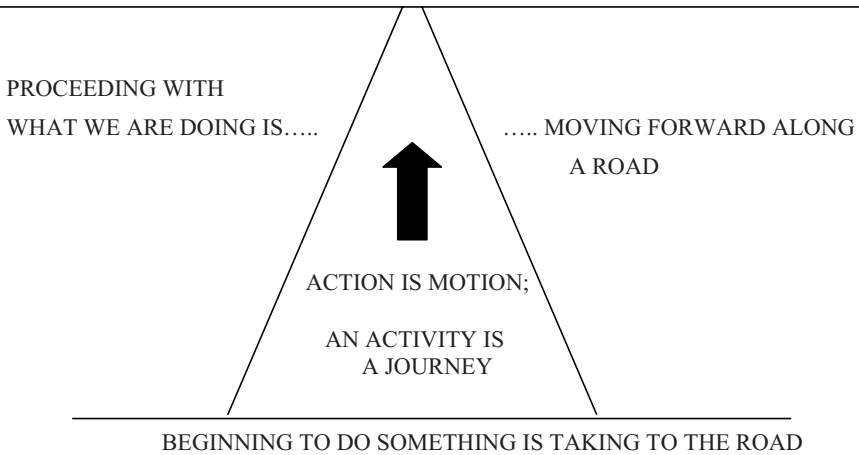 PROCEEDING WITH
WHAT WE ARE DOING IS…..
….. MOVING FORWARD ALONG
A ROAD
ACTION IS MOTION;
AN ACTIVITY IS
A JOURNEY
BEGINNING TO DO SOMETHING IS TAKING TO THE ROAD